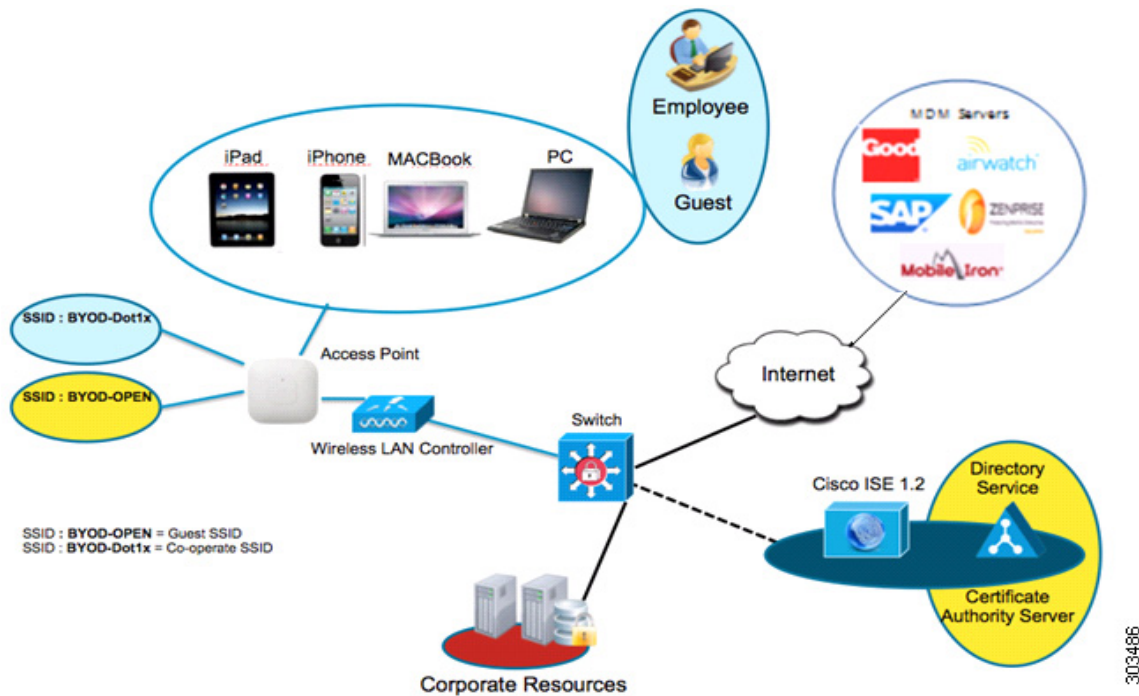 Employee
Guest
iPad
iPhone
MACBook
PC
MDM Servers
Good
airwatch
SAP
ZENPRISE
Mobile Iron
SSID : BYOD-Dot1x
SSID : BYOD-OPEN
Access Point
Wireless LAN Controller
Switch
Internet
Cisco ISE 1.2
Directory
Service
Certificate
Authority Server
SSID : BYOD-OPEN = Guest SSID
SSID : BYOD-Dot1x = Co-operate SSID
Corporate Resources
303486